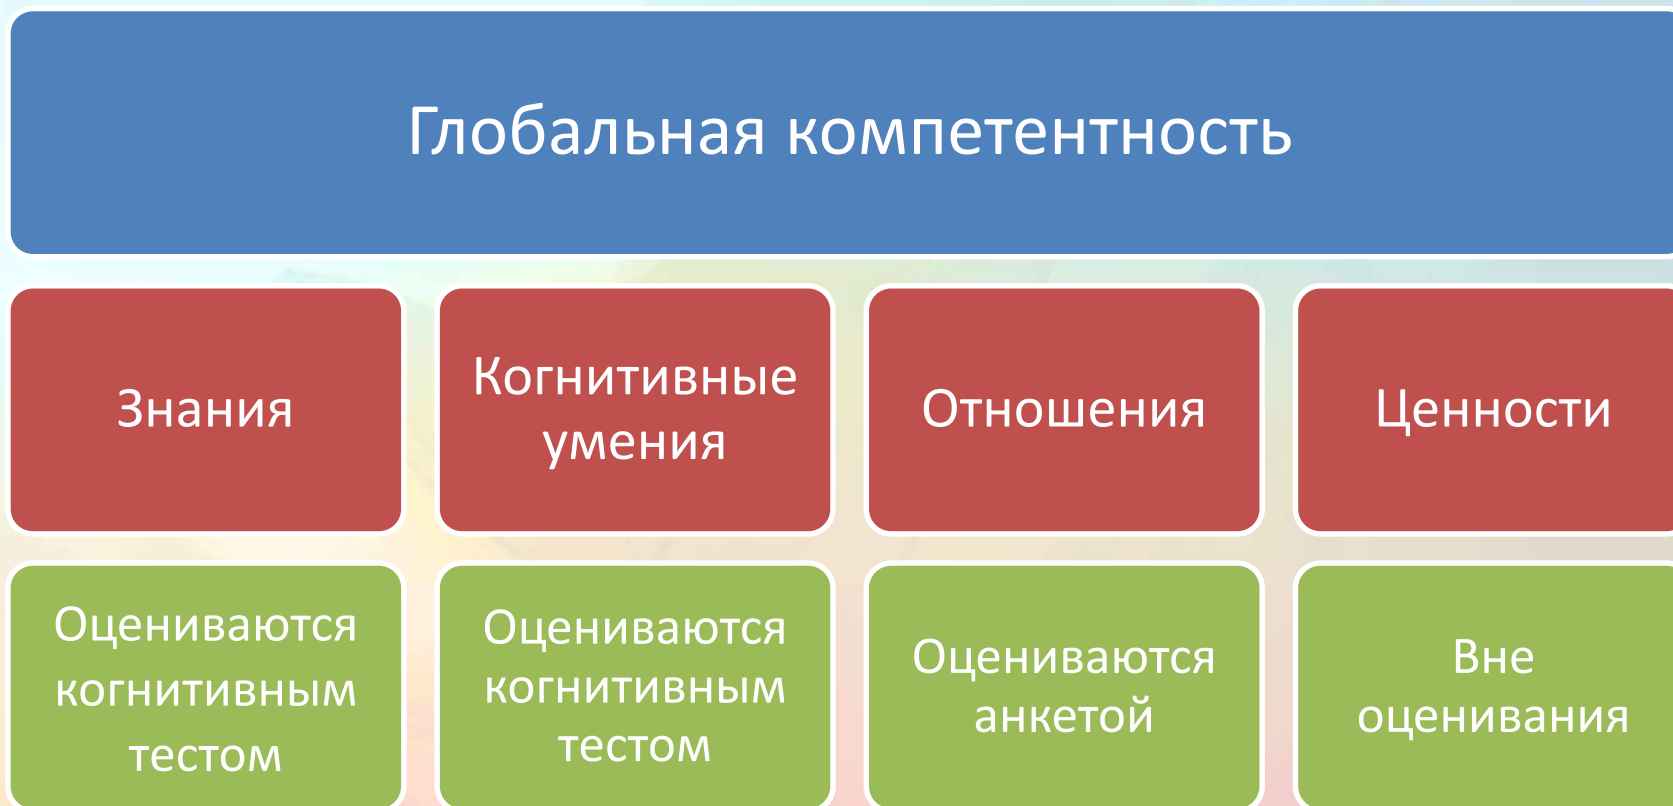 Глобальная компетентность
Знания
Когнитивные
умения
Отношения
Ценности
Оцениваются
когнитивным
тестом
Оцениваются
когнитивным
тестом
Оцениваются
анкетой
Вне
оценивания